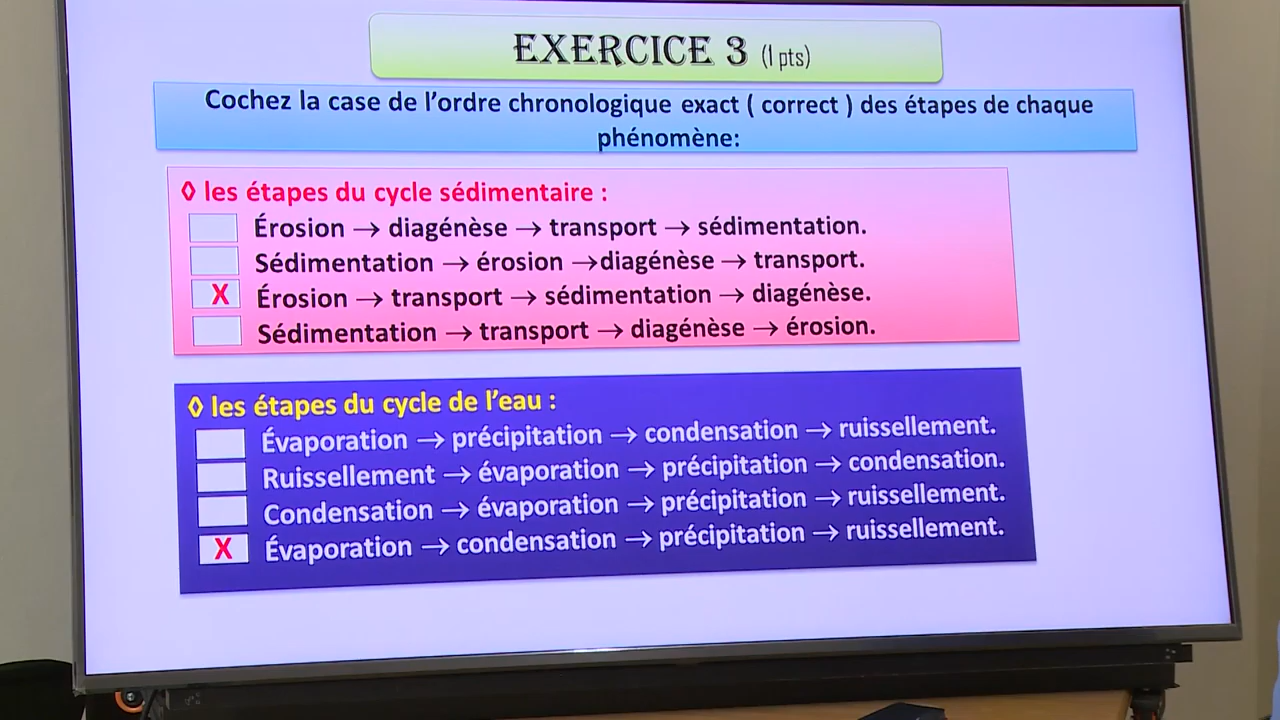 EXERCICE 3 (1 pts)
Cochez la case de l'ordre chronologique exact ( correct ) des étapes de chaque
phénomène:
◊ les étapes du cycle sédimentaire :
Érosion → diagénèse → transport → sédimentation.
Sédimentation → érosion →diagénèse → transport.
X Érosion → transport → sédimentation → diagénèse.
Sédimentation → transport → diagénèse → érosion.
◊ les étapes du cycle de l'eau :
Évaporation → précipitation → condensation → ruissellement.
Ruissellement → évaporation → précipitation → condensation.
Condensation → évaporation → précipitation → ruissellement.
X Évaporation → condensation → précipitation → ruissellement.